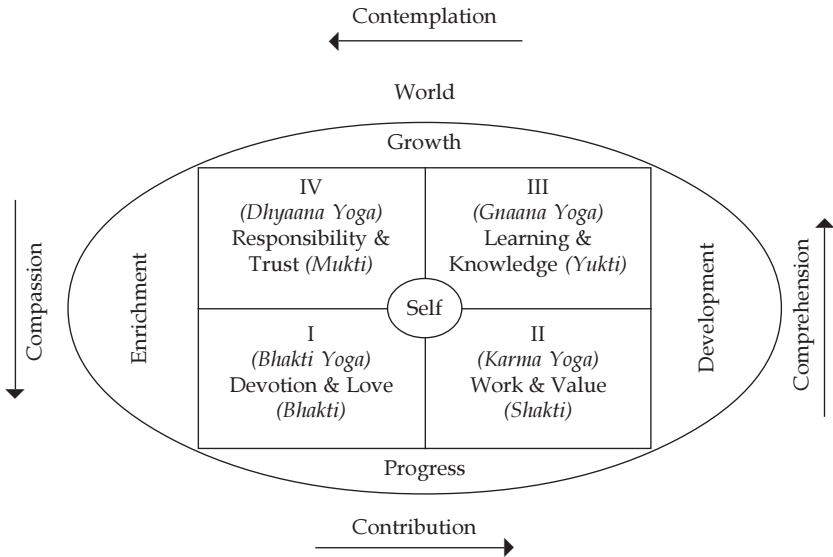 Contemplation
World
Growth
IV
(Dhyaana Yoga)
Responsibility &
Trust (Mukti)
III
(Gnaana Yoga)
Learning &
Knowledge (Yukti)
Compassion
Enrichment
Self
Development
Comprehension
I
(Bhakti Yoga)
Devotion & Love
(Bhakti)
II
(Karma Yoga)
Work & Value
(Shakti)
Progress
Contribution